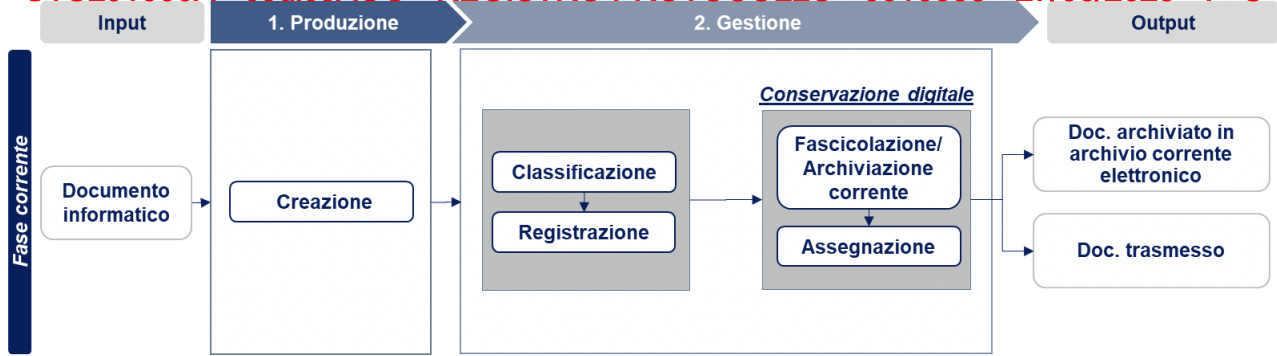 Input
1. Produzione
2. Gestione
Output
Fase corrente
Documento
informatico
Creazione
Classificazione
Registrazione
Conservazione digitale
Fascicolazione/
Archiviazione
corrente
Assegnazione
Doc. archiviato in
archivio corrente
elettronico
Doc. trasmesso